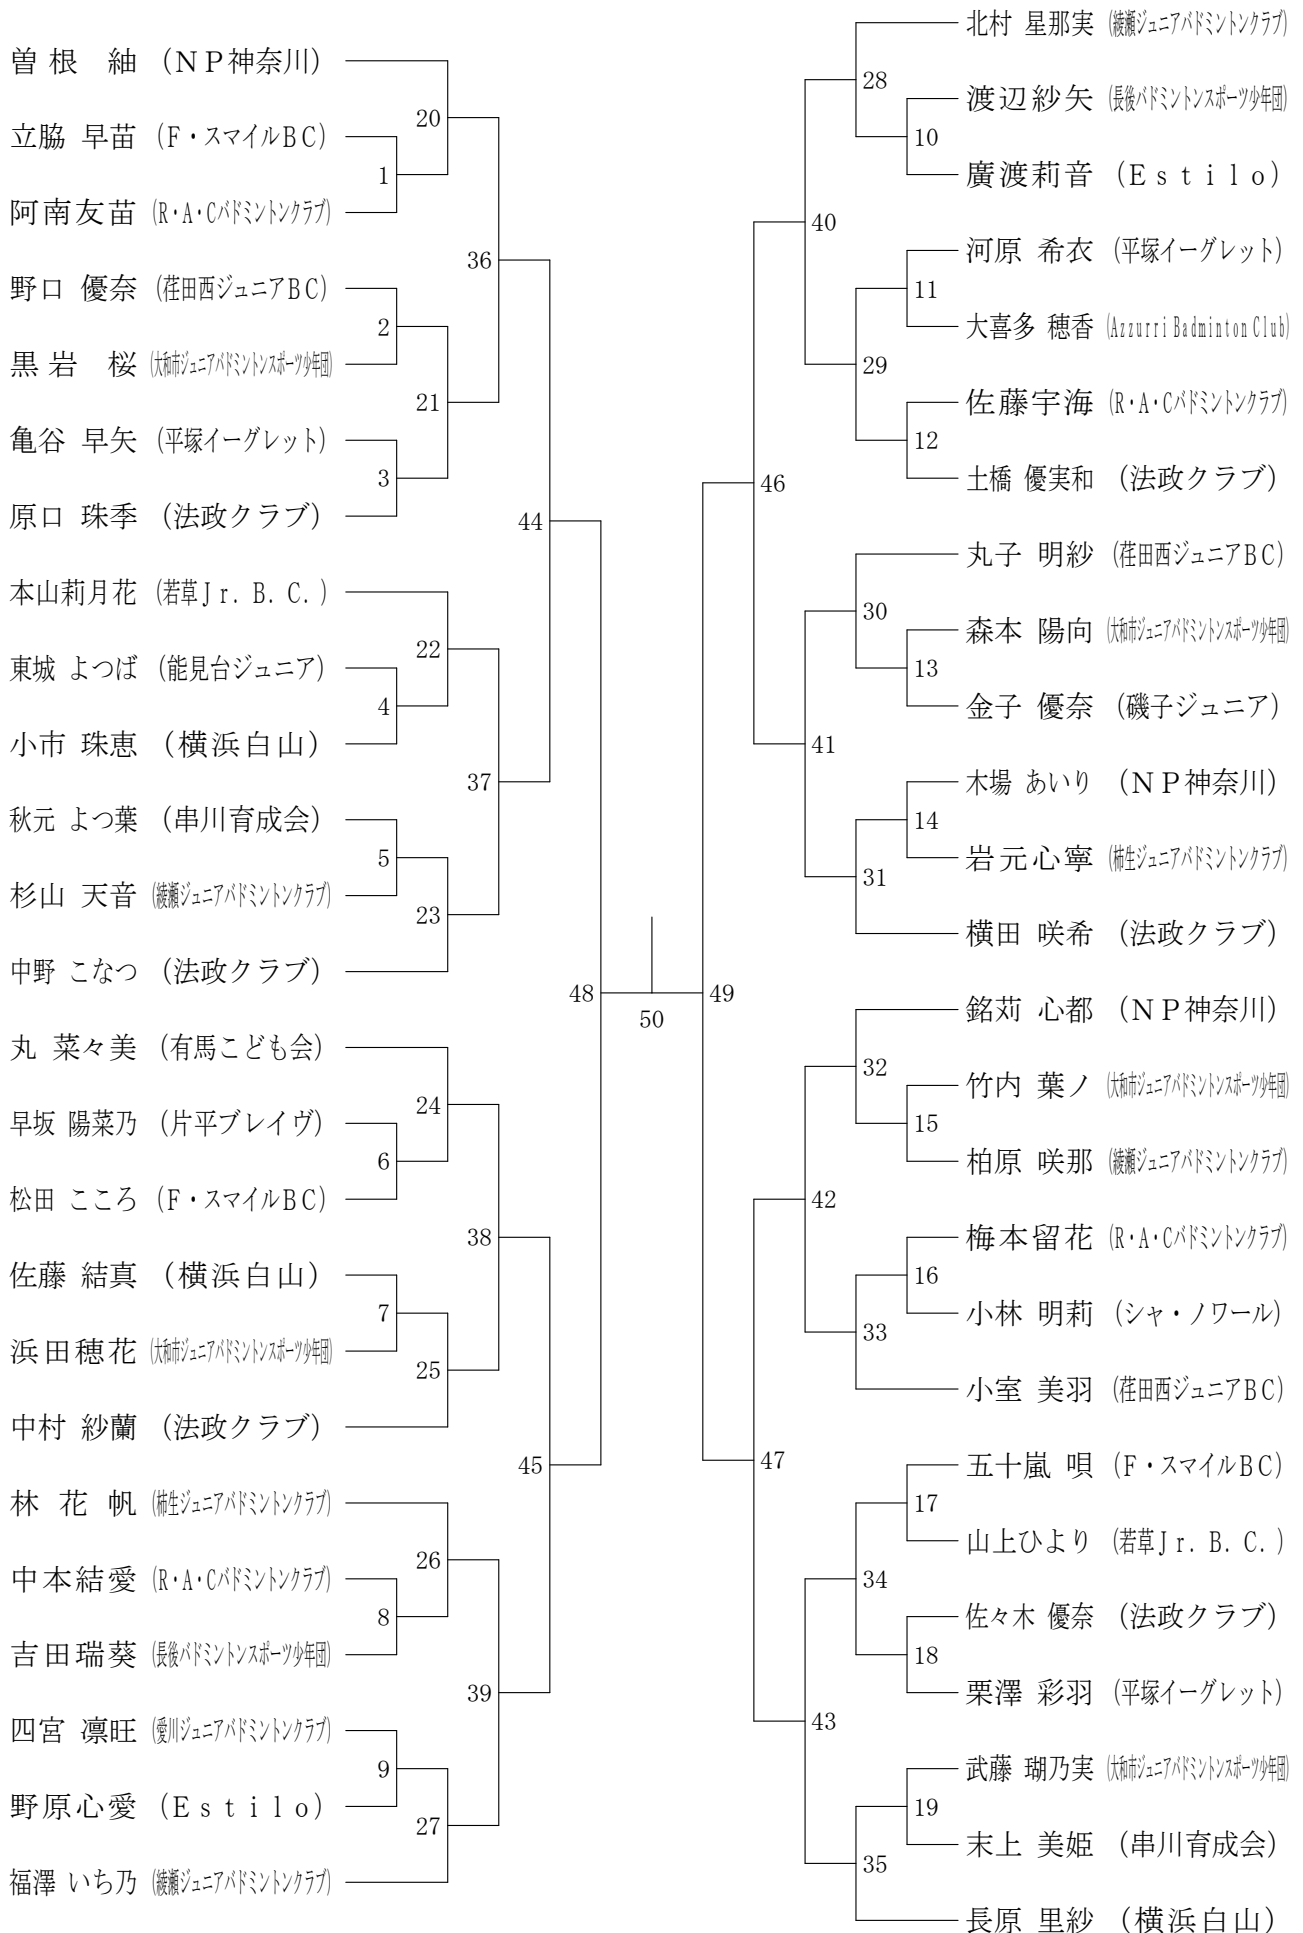 曽根 紬 (NP神奈川)
20
立脇 早苗 (F・スマイルBC)
1
阿南友苗 (R・A・Cバドミントンクラブ)
36
野口 優奈 (荏田西ジュニアBC)
2
黒岩 桜 (大和市ジュニアバドミントンスポーツ少年団)
21
亀谷 早矢 (平塚イーグレット)
3
原口 珠季 (法政クラブ)
44
本山莉月花 (若草Jr. B. C. )
22
東城 よつば (能見台ジュニア)
4
小市 珠恵 (横浜白山)
37
秋元 よつ葉 (串川育成会)
5
杉山 天音 (綾瀬ジュニアバドミントンクラブ)
23
中野 こなつ (法政クラブ)
48
丸 菜々美 (有馬こども会)
24
早坂 陽菜乃 (片平ブレイヴ)
6
松田 こころ (F・スマイルBC)
38
佐藤 結真 (横浜白山)
7
浜田穂花 (大和市ジュニアバドミントンスポーツ少年団)
25
中村 紗蘭 (法政クラブ)
45
林 花帆 (柿生ジュニアバドミントンクラブ)
26
中本結愛 (R・A・Cバドミントンクラブ)
8
吉田瑞葵 (長後バドミントンスポーツ少年団)
39
四宮 凛旺 (愛川ジュニアバドミントンクラブ)
9
野原心愛 (Estilo)
27
福澤 いち乃 (綾瀬ジュニアバドミントンクラブ)
50
北村 星那実 (綾瀬ジュニアバドミントンクラブ)
28
渡辺紗矢 (長後バドミントンスポーツ少年団)
10
廣渡莉音 (Estilo)
40
河原 希衣 (平塚イーグレット)
11
大喜多 穂香 (Azzurri Badminton Club)
29
佐藤宇海 (R・A・Cバドミントンクラブ)
12
土橋 優実和 (法政クラブ)
46
丸子 明紗 (荏田西ジュニアBC)
30
森本 陽向 (大和市ジュニアバドミントンスポーツ少年団)
13
金子 優奈 (磯子ジュニア)
41
木場 あいり (NP神奈川)
14
岩元心寧 (柿生ジュニアバドミントンクラブ)
31
横田 咲希 (法政クラブ)
49
銘苅 心都 (NP神奈川)
32
竹内 葉ノ (大和市ジュニアバドミントンスポーツ少年団)
15
柏原 咲那 (綾瀬ジュニアバドミントンクラブ)
42
梅本留花 (R・A・Cバドミントンクラブ)
16
小林 明莉 (シャ・ノワール)
33
小室 美羽 (荏田西ジュニアBC)
47
五十嵐 唄 (F・スマイルBC)
17
山上ひより (若草Jr. B. C. )
34
佐々木 優奈 (法政クラブ)
18
栗澤 彩羽 (平塚イーグレット)
43
武藤 瑚乃実 (大和市ジュニアバドミントンスポーツ少年団)
19
末上 美姫 (串川育成会)
35
長原 里紗 (横浜白山)